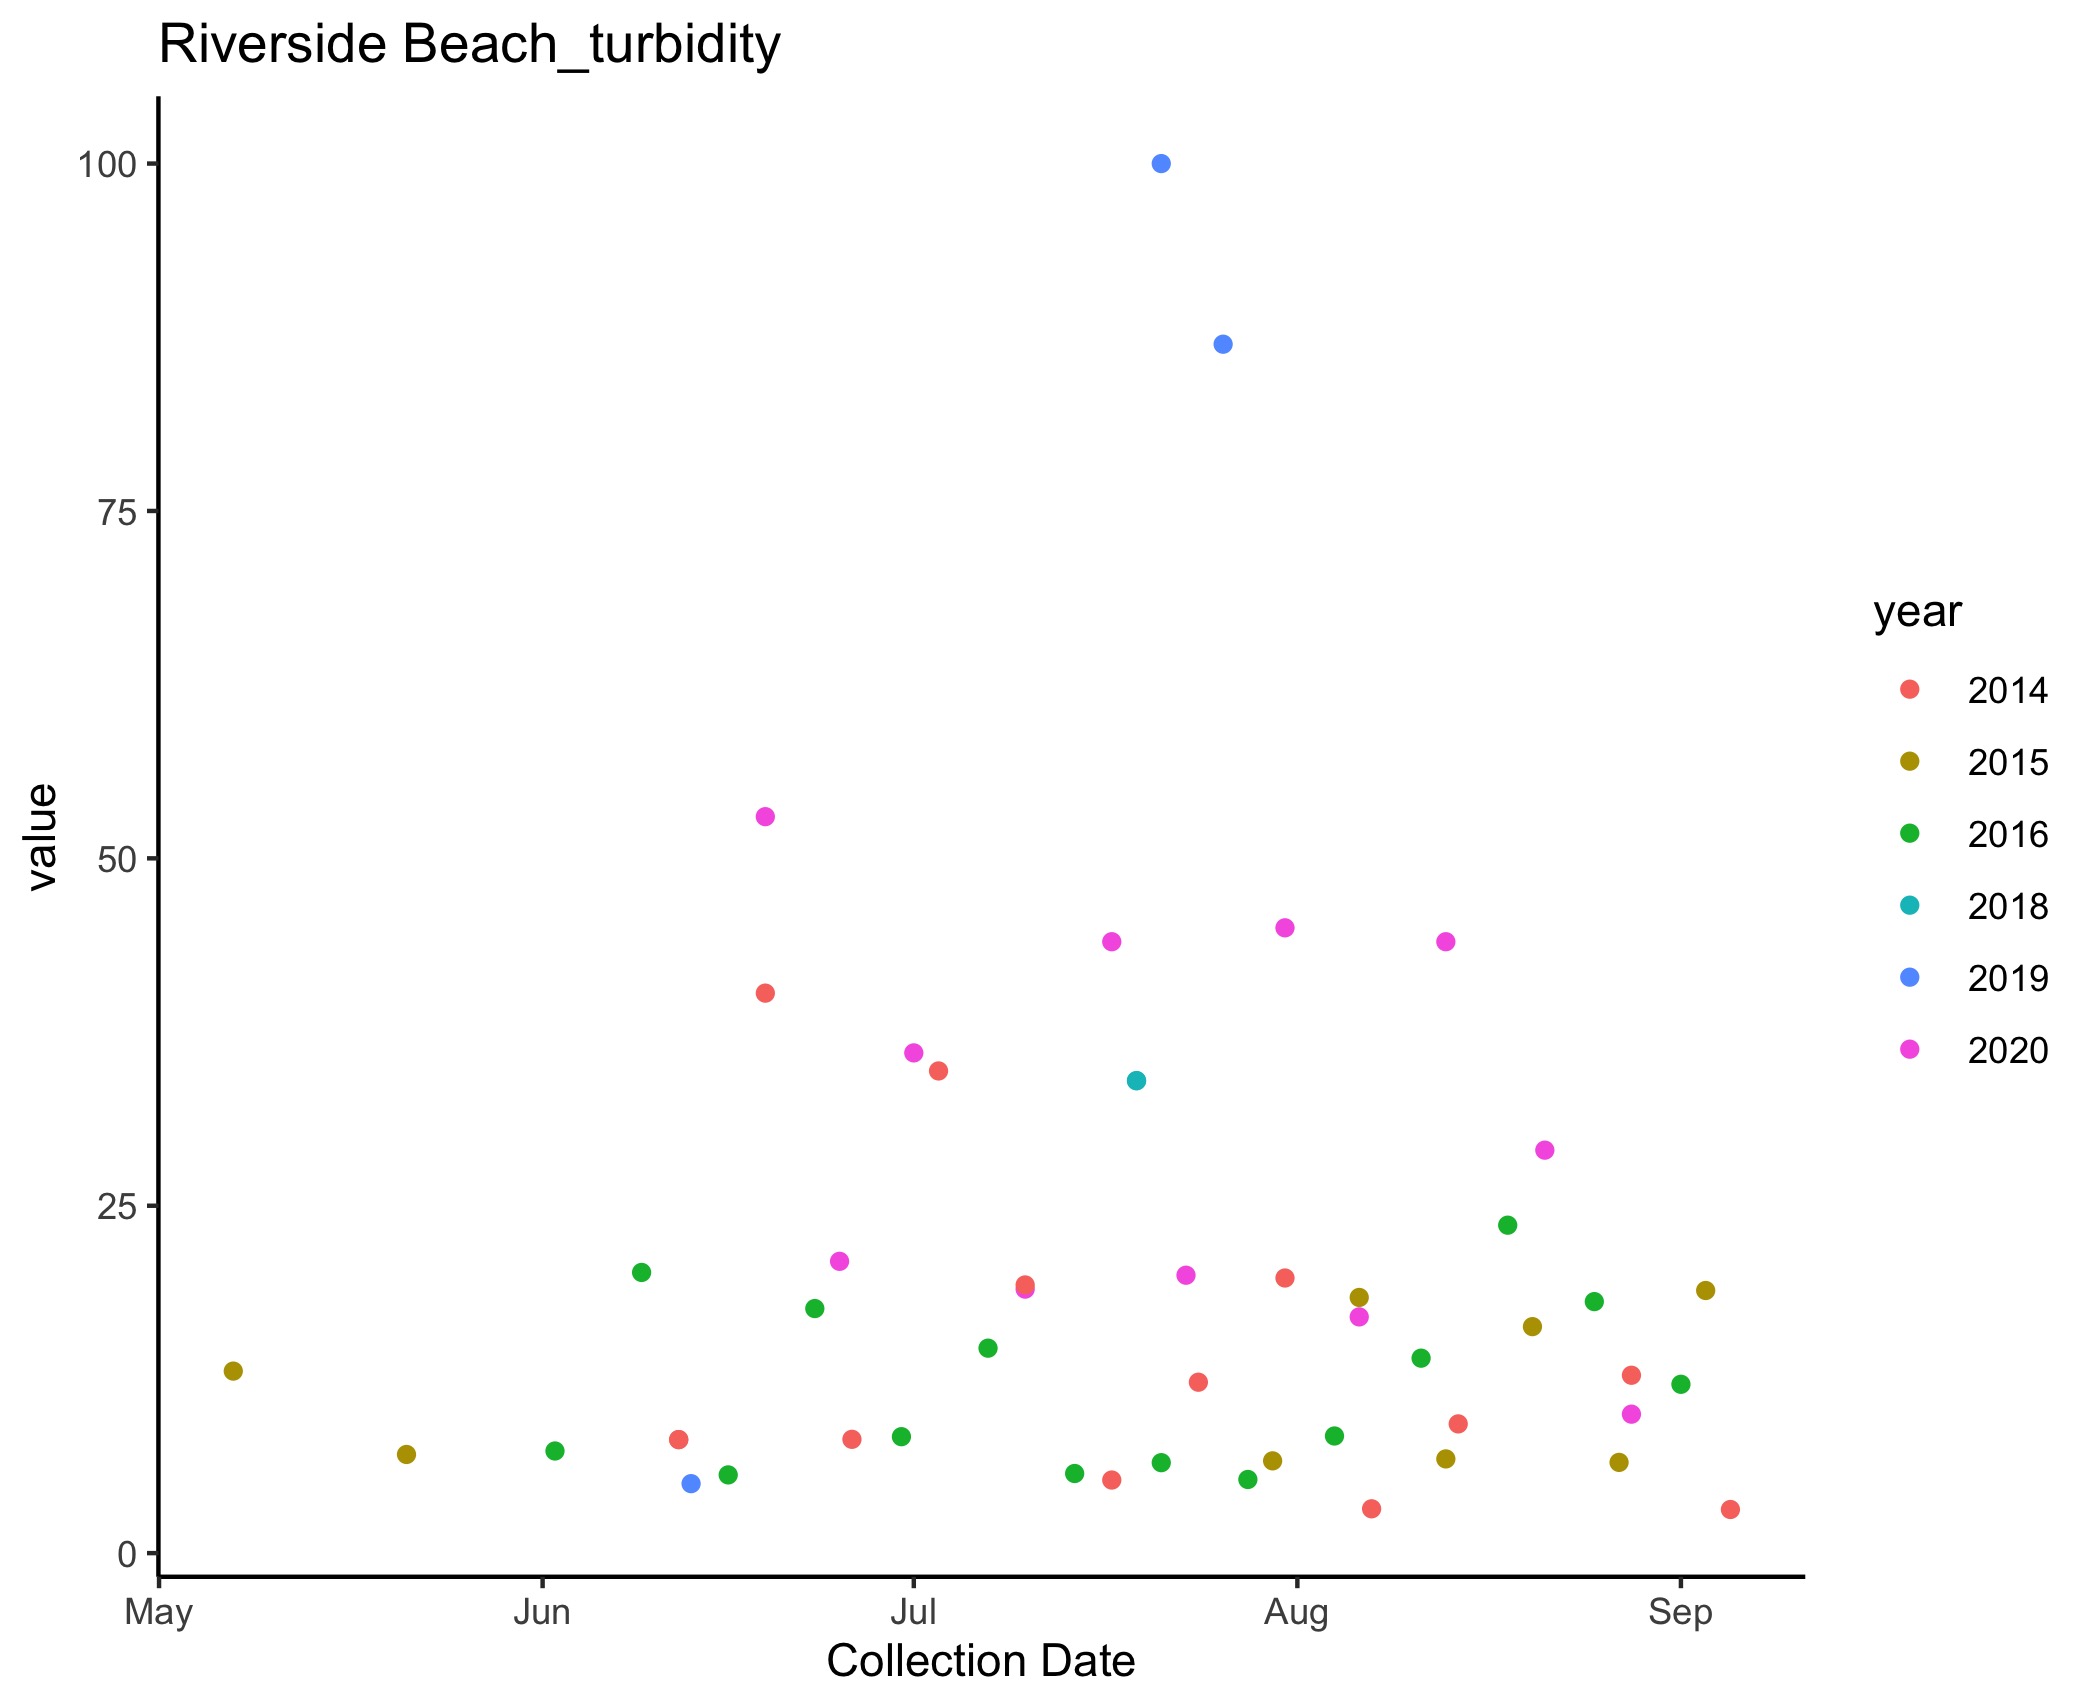 Riverside Beach_turbidity
100
75
50
25
0
value
May Jun Jul Aug Sep
Collection Date
year
2014
2015
2016
2018
2019
2020